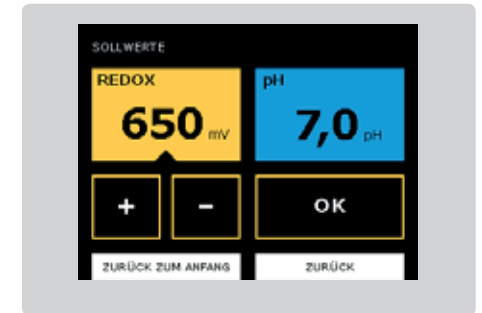 SOLLWERTE
REDOX
650 mV
pH
7,0 pH
+ - OK
ZURÜCK ZUM ANFANG
ZURÜCK